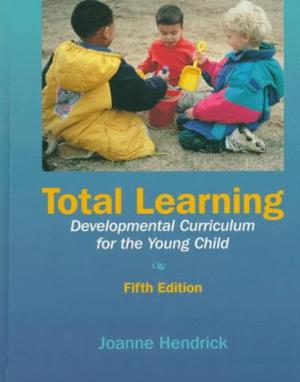 Total Learning
Developmental Curriculum
for the Young Child
Fifth Edition
Joanne Hendrick